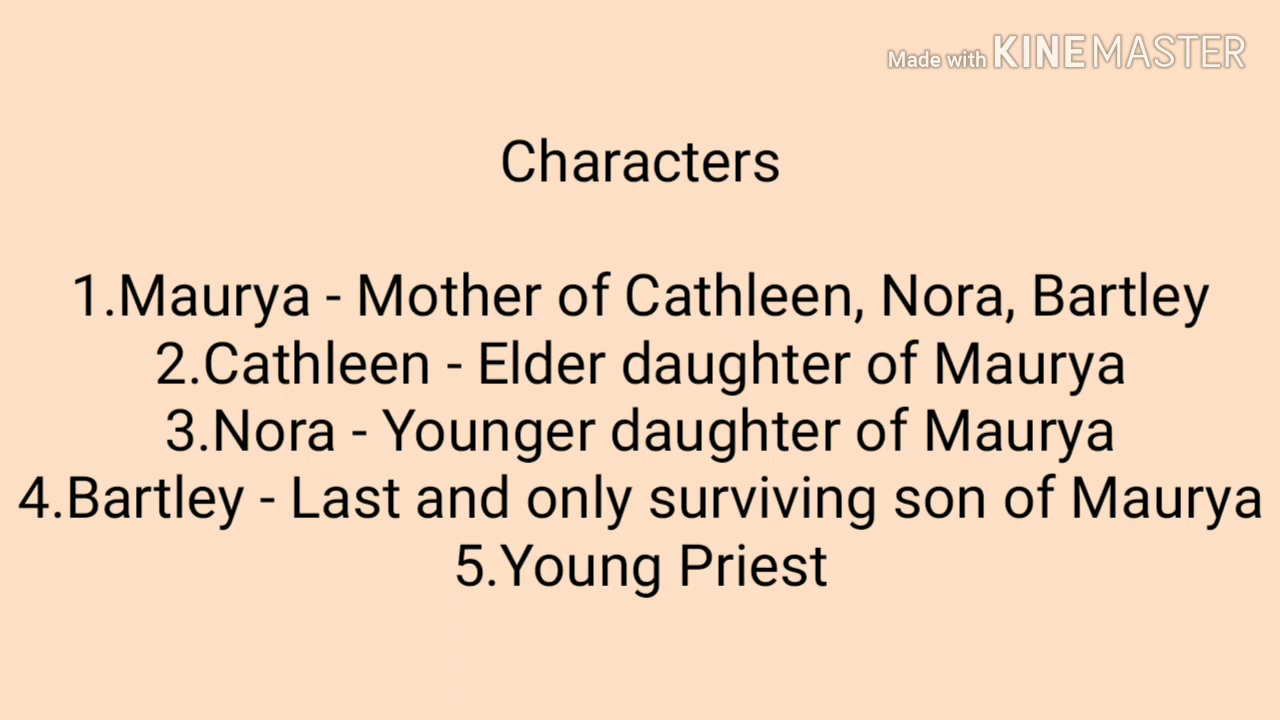 Made with KINEMASTER
Characters
1.Maurya - Mother of Cathleen, Nora, Bartley
2.Cathleen - Elder daughter of Maurya
3.Nora - Younger daughter of Maurya
4.Bartley - Last and only surviving son of Maurya
5.Young Priest